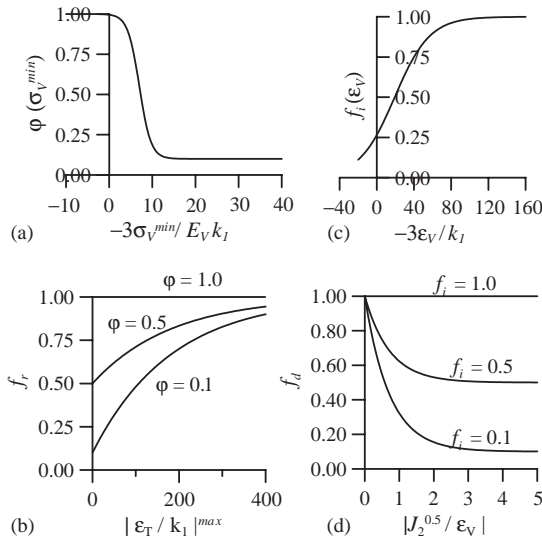 1.00
0.75
0.50
0.25
0.00
φ (σ_V^min)
−10 0 10 20 30 40
(a) −3σ_V^min / E_V k_1
1.00
0.75
0.50
0.25
0.00
f_i (ε_V)
−40 0 40 80 120 160
(c) −3ε_V / k_1
1.00
0.75
0.50
0.25
0.00
f_r
φ = 1.0
φ = 0.5
φ = 0.1
0 200 400
(b) | ε_T / k_1 |^max
1.00
0.80
0.60
0.40
0.20
0.00
f_d
f_i = 1.0
f_i = 0.5
f_i = 0.1
0 1 2 3 4 5
(d) |J_2^0.5 / ε_V |